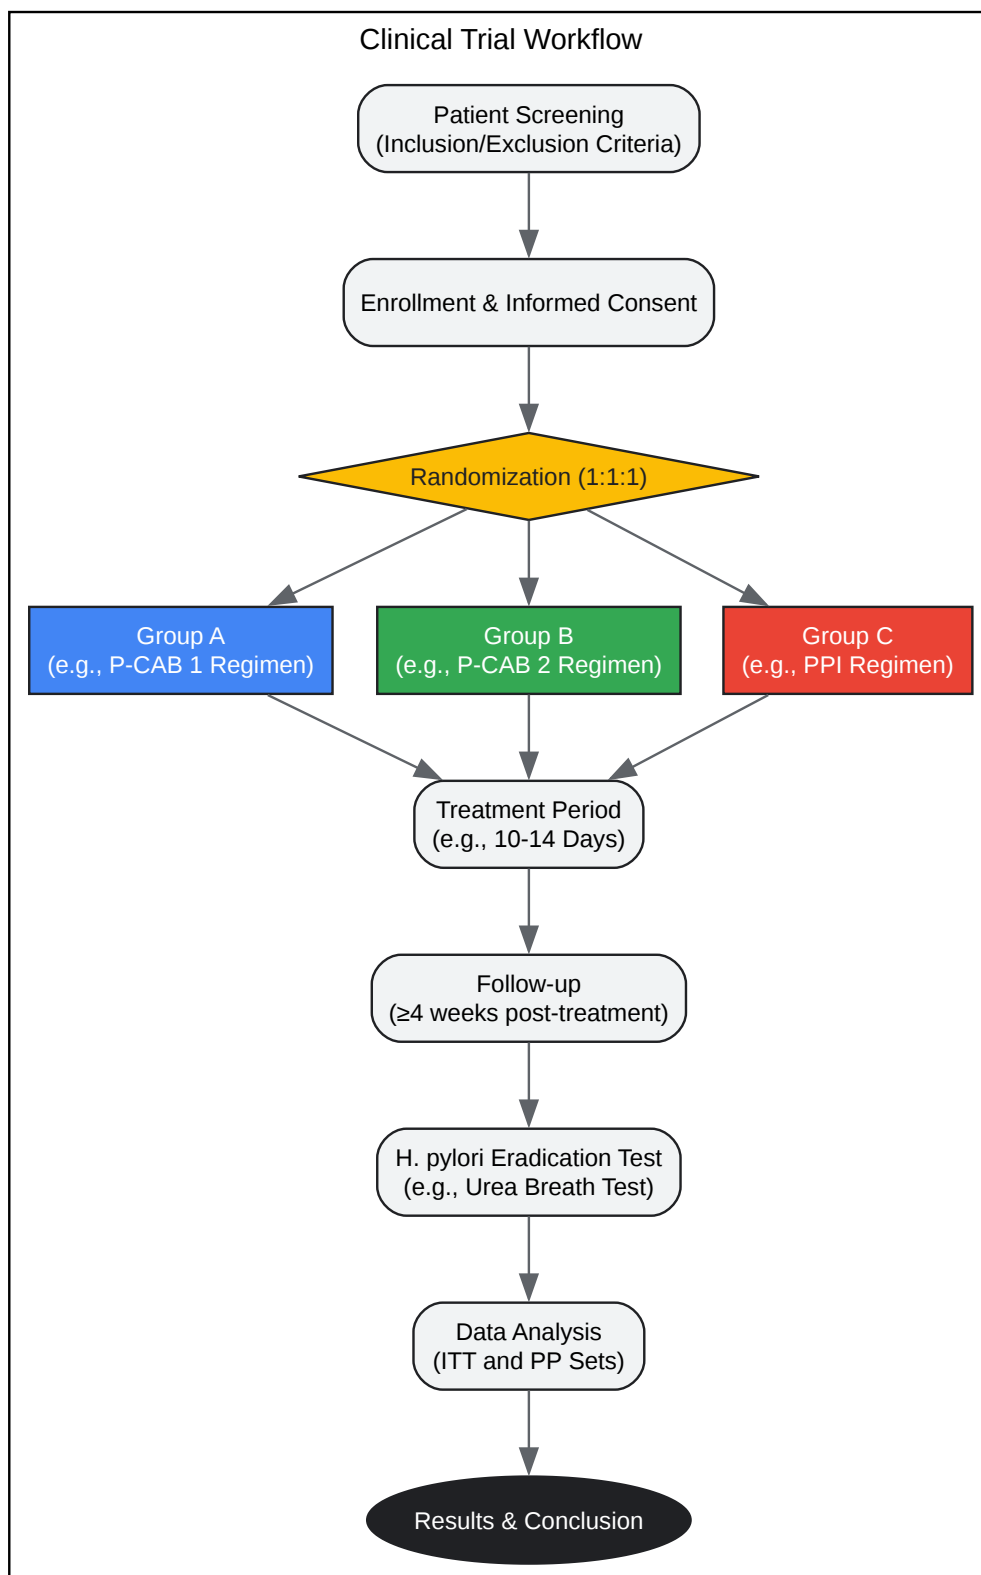 Clinical Trial Workflow
Patient Screening
(Inclusion/Exclusion Criteria)
Enrollment & Informed Consent
Randomization (1:1:1)
Group A
(e.g., P-CAB 1 Regimen)
Group B
(e.g., P-CAB 2 Regimen)
Group C
(e.g., PPI Regimen)
Treatment Period
(e.g., 10-14 Days)
Follow-up
(≥4 weeks post-treatment)
H. pylori Eradication Test
(e.g., Urea Breath Test)
Data Analysis
(ITT and PP Sets)
Results & Conclusion